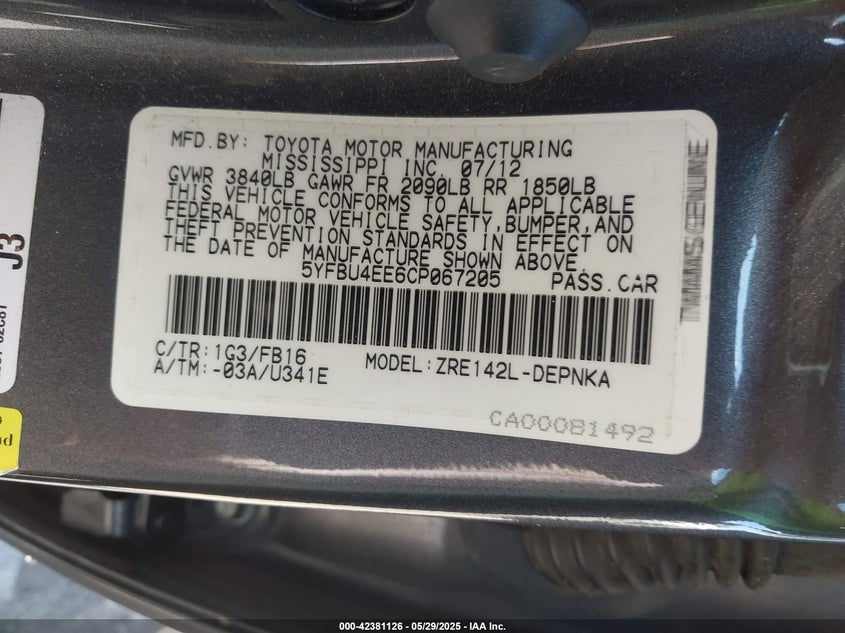 MFD.BY: TOYOTA MOTOR MANUFACTURING
MISSISSIPPI INC. 07/12
GVWR 3840LB GAWR FR 2090LB RR 1850LB
THIS VEHICLE CONFORMS TO ALL APPLICABLE
FEDERAL MOTOR VEHICLE SAFETY,BUMPER,AND
THEFT PREVENTION STANDARDS IN EFFECT ON
THE DATE OF MANUFACTURE SHOWN ABOVE.
5YFBU4EE6CP067205 PASS.CAR
C/TR:1G3/FB16 MODEL:ZRE142L-DEPNKA
A/TM:-03A/U341E
CA00081492
GENUINE
J3
000-42381126 - 05/29/2025 - IAA Inc.